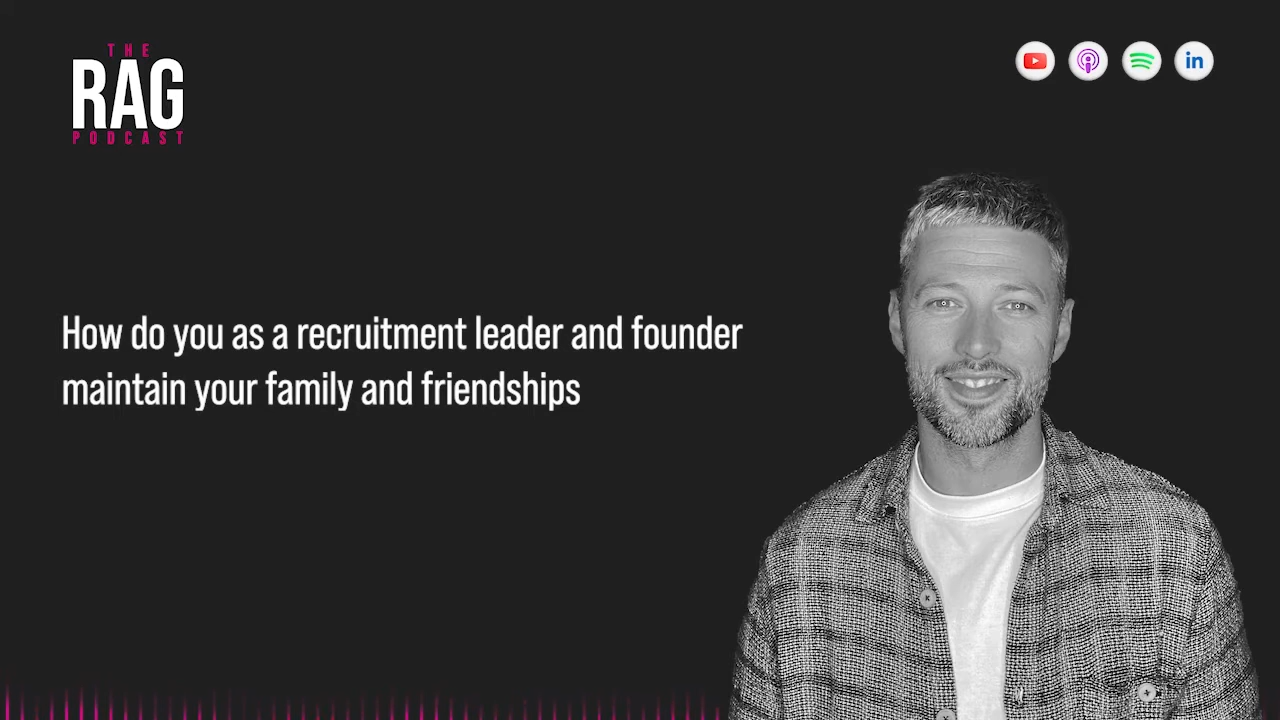 THE
RAG
PODCAST
in
How do you as a recruitment leader and founder
maintain your family and friendships